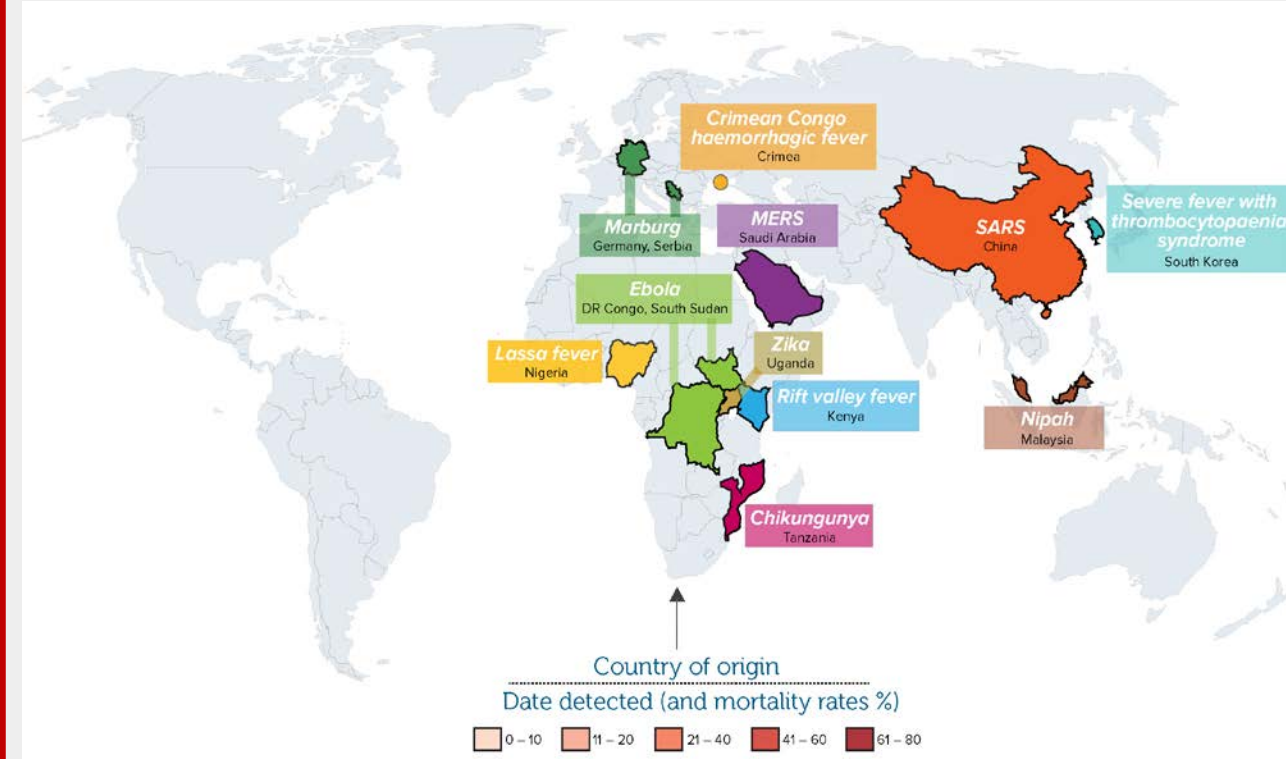 Crimean Congo
haemorrhagic fever
Crimea
Marburg
Germany, Serbia
MERS
Saudi Arabia
SARS
China
Severe fever with
thrombocytopaenia
syndrome
South Korea
Ebola
DR Congo, South Sudan
Lassa fever
Nigeria
Zika
Uganda
Rift valley fever
Kenya
Nipah
Malaysia
Chikungunya
Tanzania
Country of origin
Date detected (and mortality rates %)
0 – 10 11 – 20 21 – 40 41 – 60 61 – 80